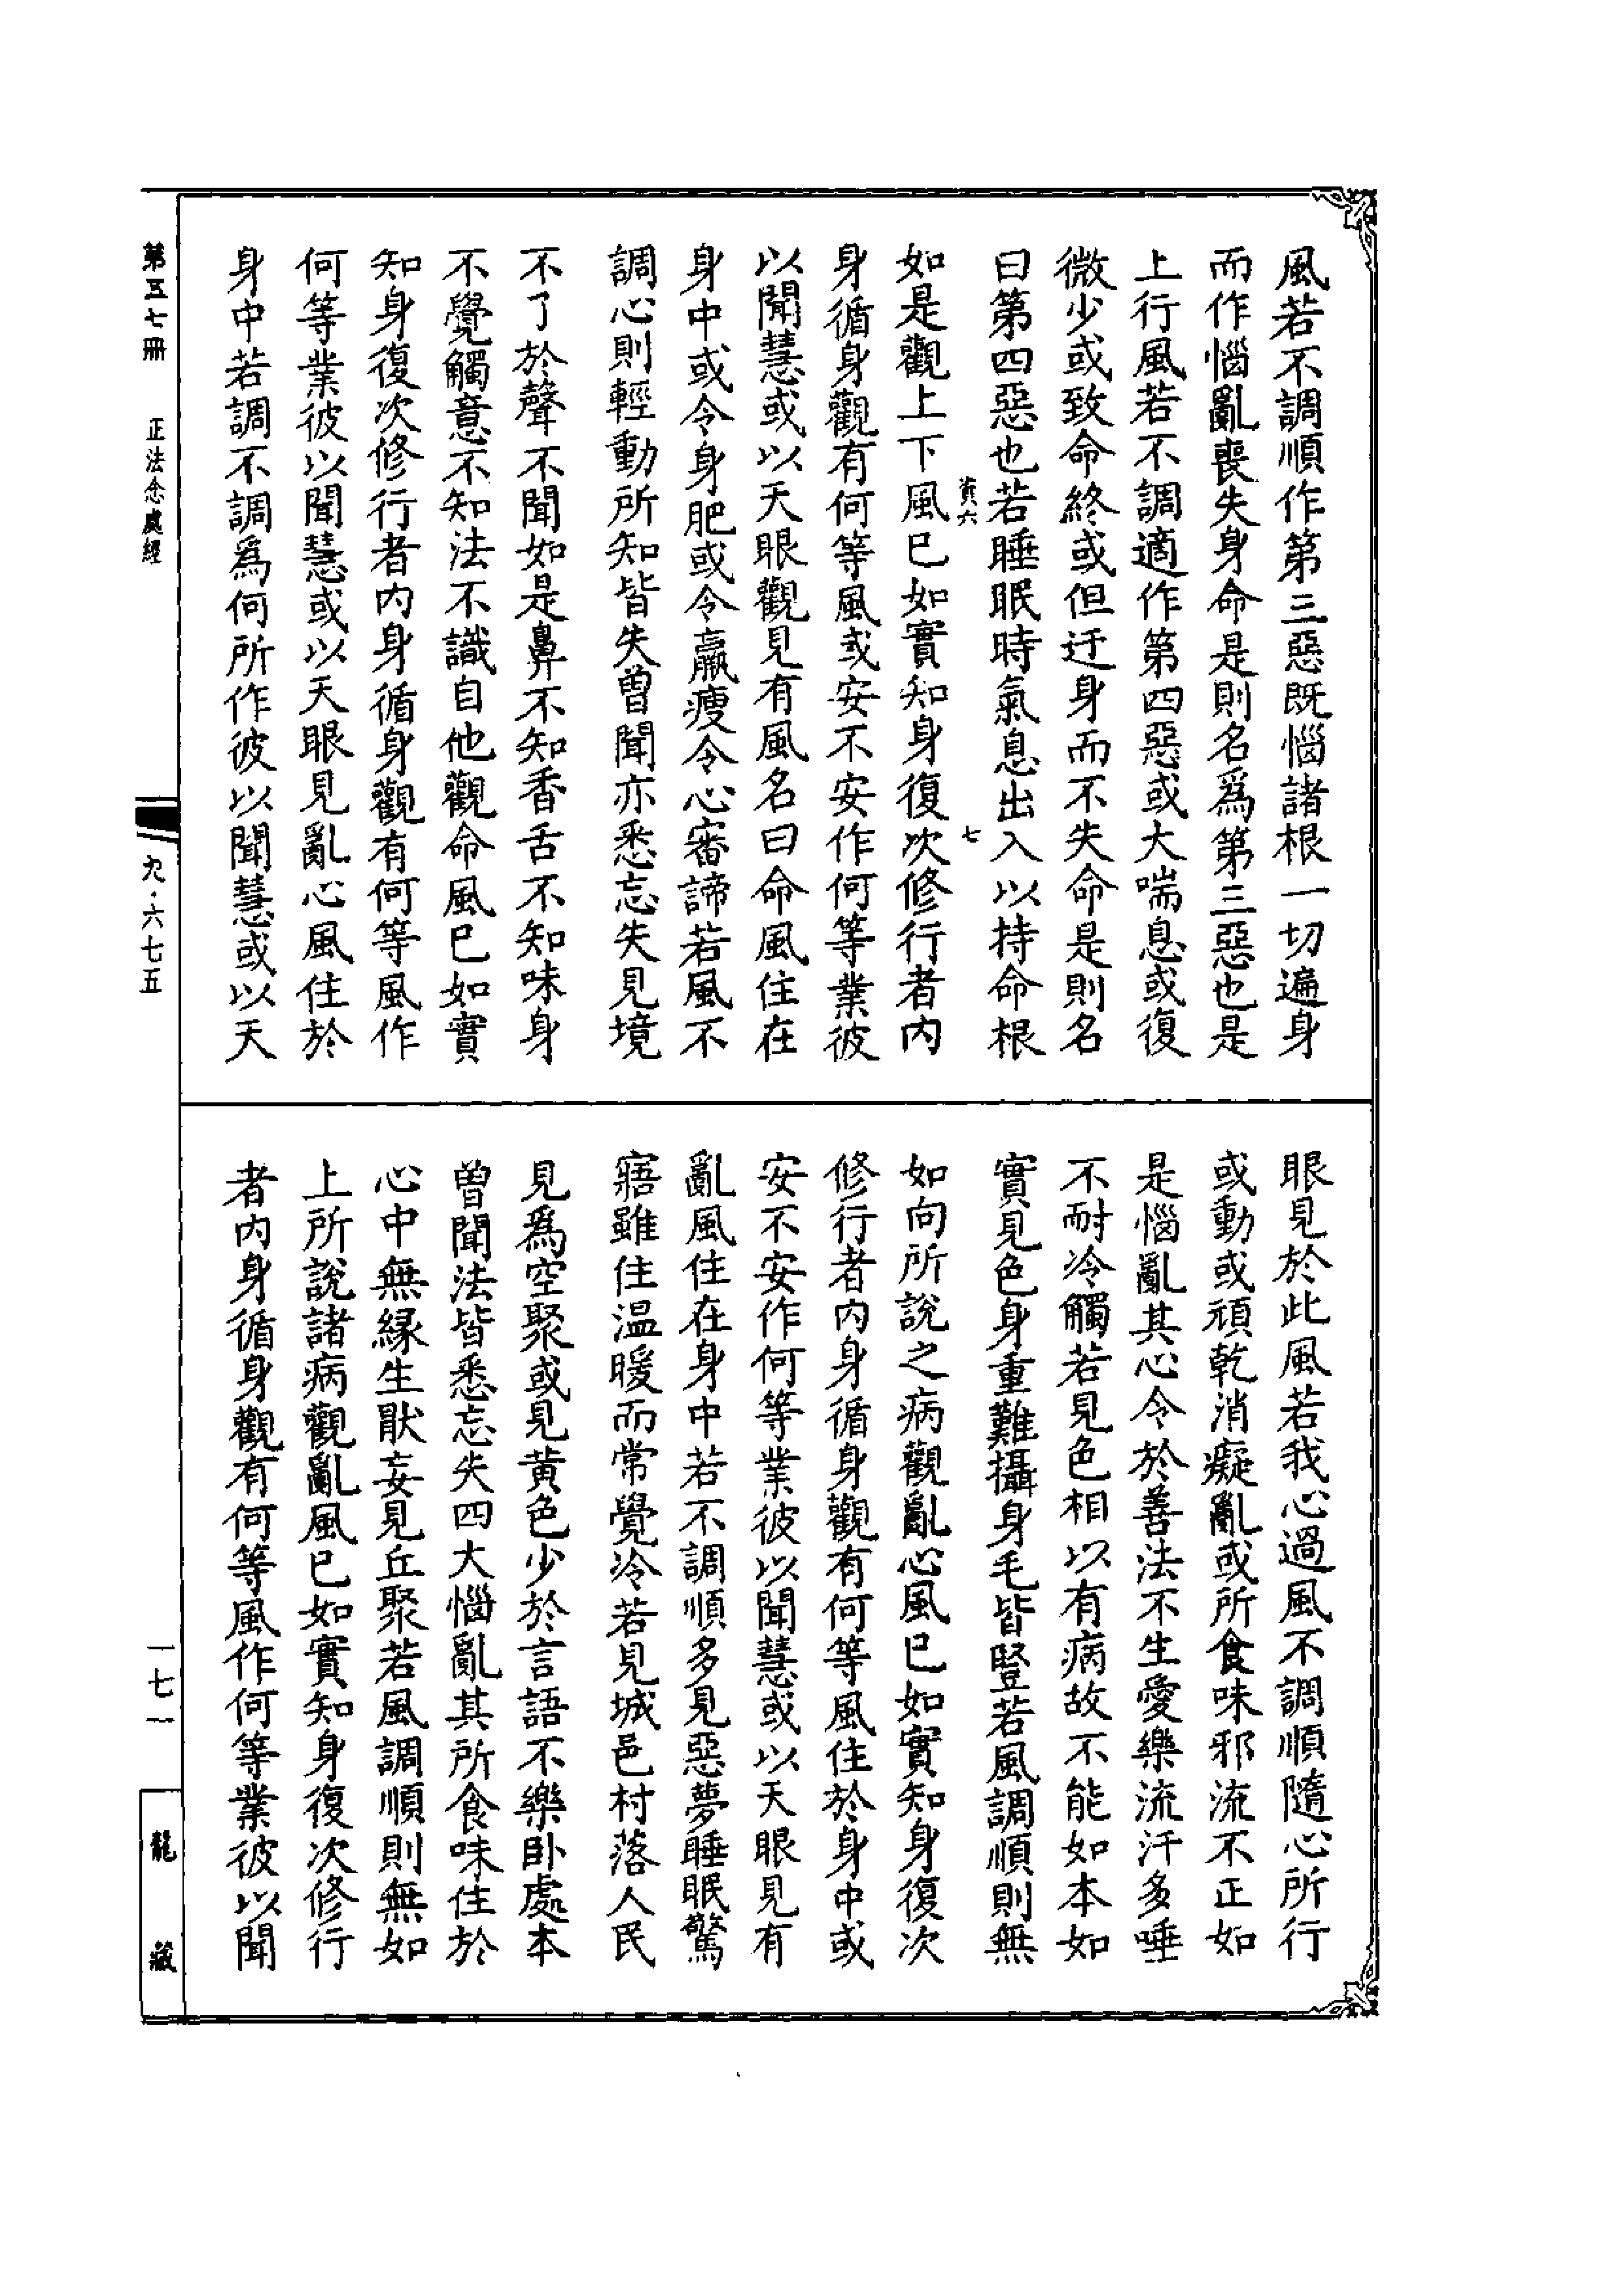 風若不調順作第三惡既惱諸根一切遍身
而作惱亂喪失身命是則名爲第三惡也是
上行風若不調適作第四惡或大喘息或復
微少或致命終或但迂身而不失命是則名
曰第四惡也若睡眠時氣息出入以持命根
資六 七
如是觀上下風已如實知身復次修行者内
身循身觀有何等風或安不安作何等業彼
以聞慧或以天眼觀見有風名曰命風住在
身中或令身肥或令羸瘦令心審諦若風不
調心則輕動所知皆失曾聞亦悉忘失見境
不了於聲不聞如是鼻不知香舌不知味身
不覺觸意不知法不識自他觀命風已如實
知身復次修行者内身循身觀有何等風作
何等業彼以聞慧或以天眼見亂心風住於
身中若調不調爲何所作彼以聞慧或以天
眼見於此風若我心過風不調順隨心所行
或動或頑乾消癡亂或所食味邪流不正如
是惱亂其心令於善法不生愛樂流汗多唾
不耐冷觸若見色相以有病故不能如本如
實見色身重難攝身毛皆豎若風調順則無
如向所說之病觀亂心風已如實知身復次
修行者内身循身觀有何等風住於身中或
安不安作何等業彼以聞慧或以天眼見有
亂風住在身中若不調順多見惡夢睡眠驚
寤雖住温暖而常覺冷若見城邑村落人民
見爲空聚或見黄色少於言語不樂卧處本
曾聞法皆悉忘失四大惱亂其所食味住於
心中無緣生猒妄見丘聚若風調順則無如
上所說諸病觀亂風已如實知身復次修行
者内身循身觀有何等風作何等業彼以聞
第五七冊 正法念處經 九·六七五 一七一 龍藏